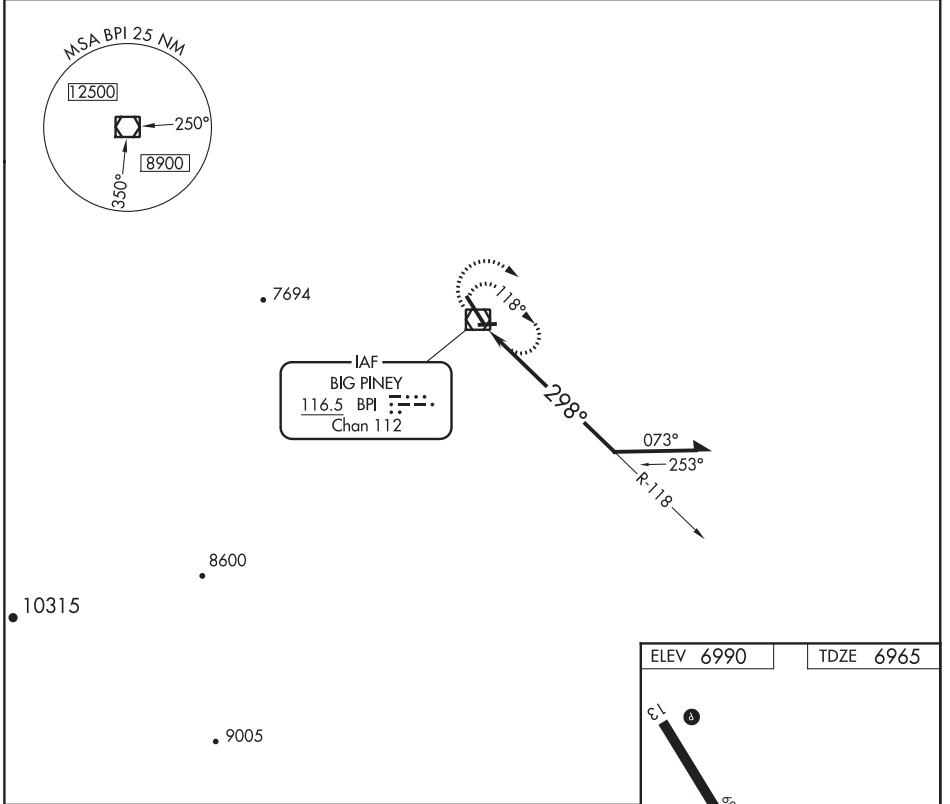 MSA BPI 25 NM
12500
250°
8900
350°
7694
118°
IAF
BIG PINEY
116.5 BPI
Chan 112
298°
073°
253°
R-118
8600
10315
9005
ELEV 6990
TDZE 6965
13
P